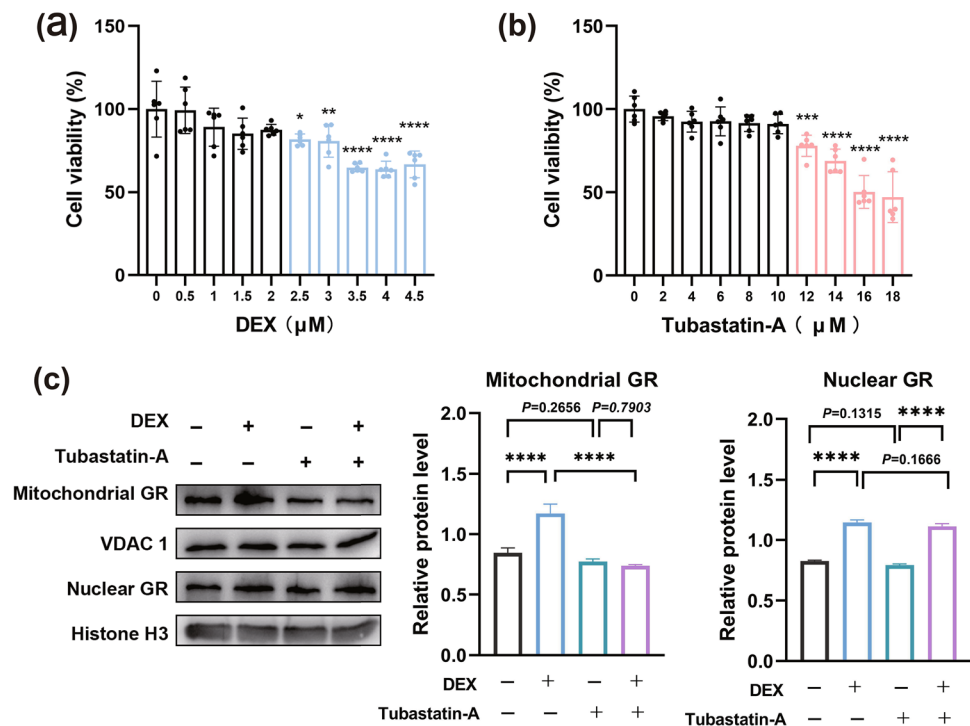 (a)
Cell viability (%)
150
100
50
0
*
**
****
****
****
0 0.5 1 1.5 2 2.5 3 3.5 4 4.5
DEX（μM）
(b)
Cell vialibty (%)
150
100
50
0
***
****
****
****
0 2 4 6 8 10 12 14 16 18
Tubastatin-A（ μM ）
(c)
DEX – + – +
Tubastatin-A – – + +
Mitochondrial GR
VDAC 1
Nuclear GR
Histone H3
Mitochondrial GR
Relative protein level
2.0
1.5
1.0
0.5
0.0
P=0.2656
P=0.7903
****
****
DEX – + – +
Tubastatin-A – – + +
Nuclear GR
Relative protein level
2.0
1.5
1.0
0.5
0.0
P=0.1315
****
****
P=0.1666
DEX – + – +
Tubastatin-A – – + +